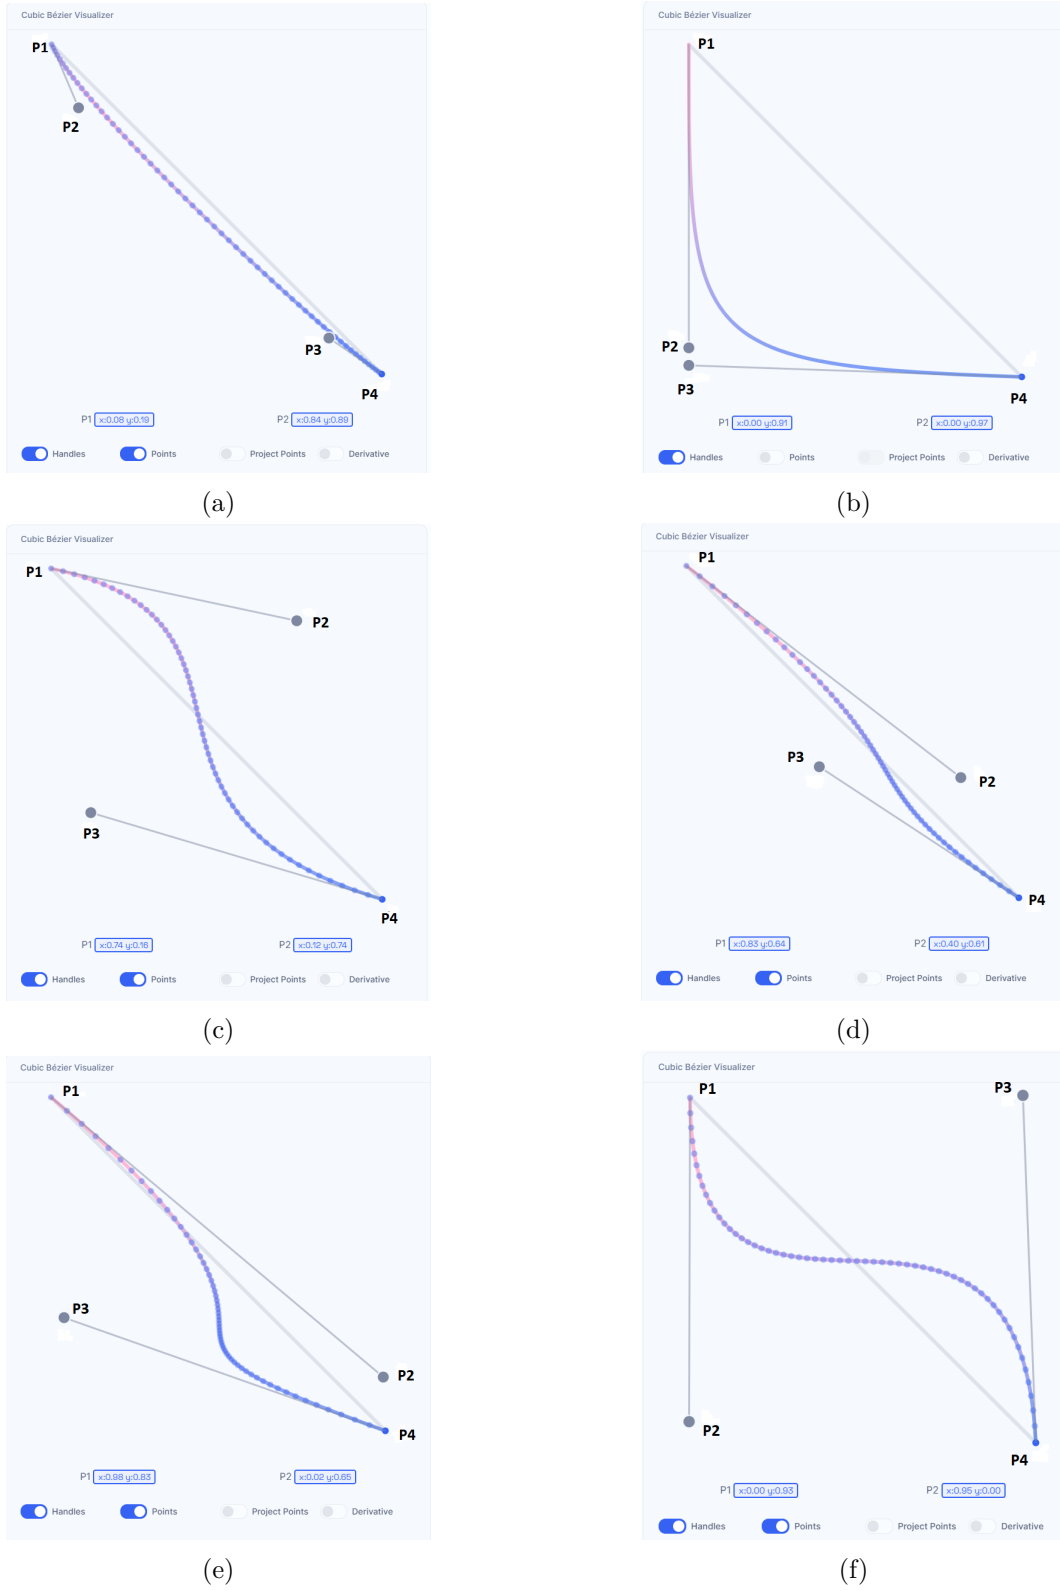 Cubic Bézier Visualizer
P1
P2
P3
P4
P1 x:0.08 y:0.19 P2 x:0.84 y:0.89
Handles Points Project Points Derivative
(a)
Cubic Bézier Visualizer
P1
P2
P3
P4
P1 x:0.00 y:0.91 P2 x:0.00 y:0.97
Handles Points Project Points Derivative
(b)
Cubic Bézier Visualizer
P1
P2
P3
P4
P1 x:0.74 y:0.16 P2 x:0.12 y:0.74
Handles Points Project Points Derivative
(c)
Cubic Bézier Visualizer
P1
P3
P2
P4
P1 x:0.83 y:0.64 P2 x:0.40 y:0.61
Handles Points Project Points Derivative
(d)
Cubic Bézier Visualizer
P1
P3
P2
P4
P1 x:0.98 y:0.83 P2 x:0.02 y:0.65
Handles Points Project Points Derivative
(e)
Cubic Bézier Visualizer
P1
P3
P2
P4
P1 x:0.00 y:0.93 P2 x:0.95 y:0.00
Handles Points Project Points Derivative
(f)